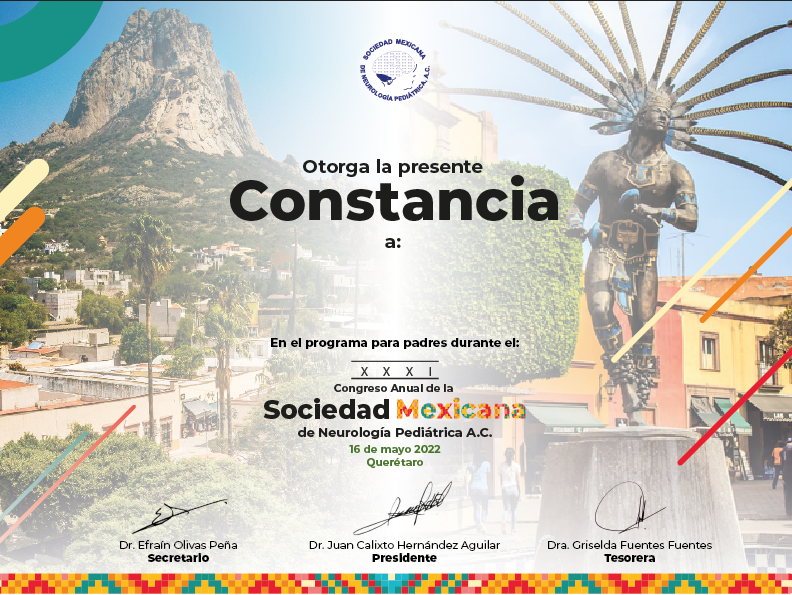 SOCIEDAD MEXICANA
DE NEUROLOGÍA PEDIÁTRICA, A.C.
Otorga la presente
Constancia
a:
En el programa para padres durante el:
X X X I
Congreso Anual de la
Sociedad Mexicana
de Neurología Pediátrica A.C.
16 de mayo 2022
Querétaro
Dr. Efraín Olivas Peña
Secretario
Dr. Juan Calixto Hernández Aguilar
Presidente
Dra. Griselda Fuentes Fuentes
Tesorera